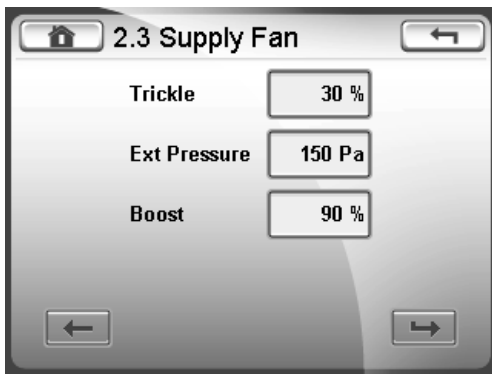 2.3 Supply Fan
Trickle 30 %
Ext Pressure 150 Pa
Boost 90 %